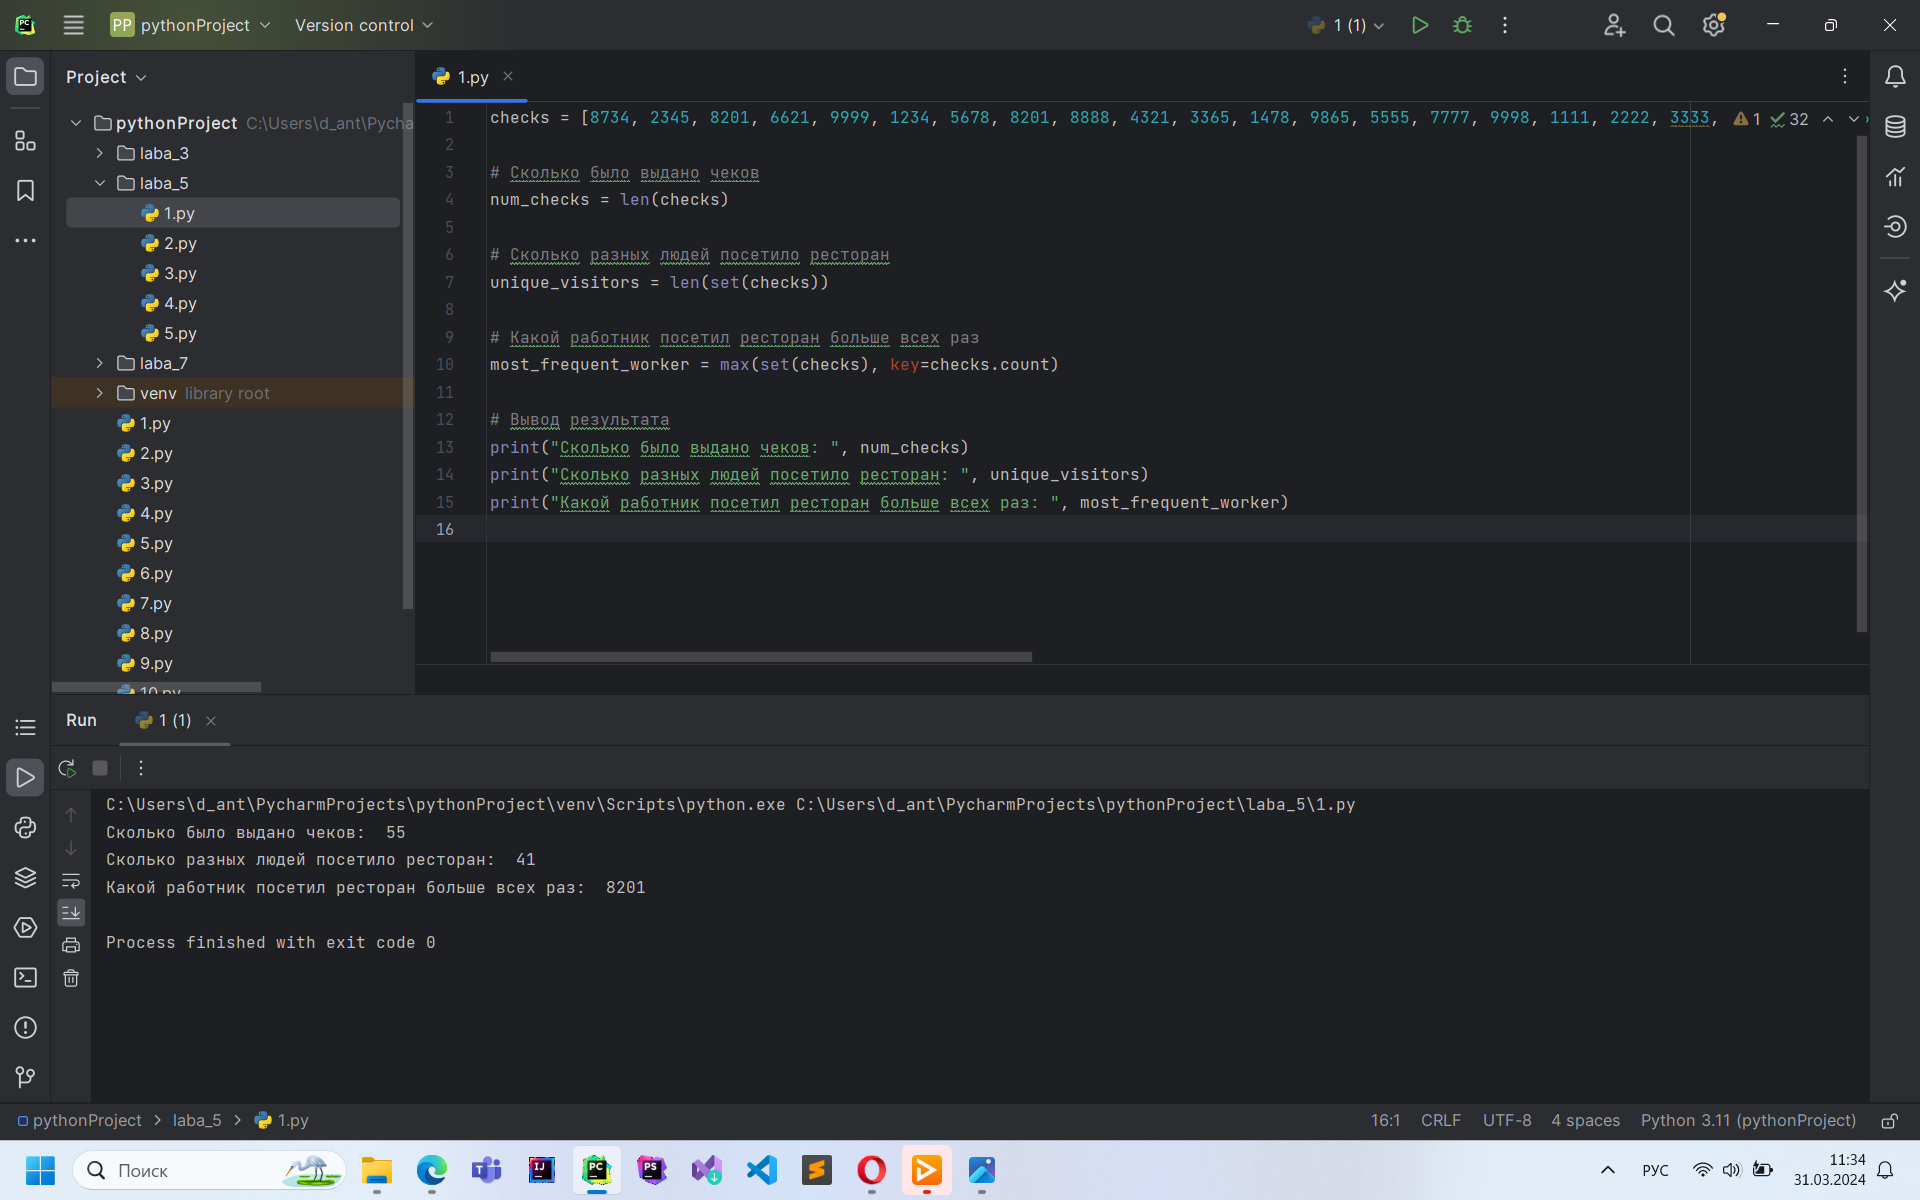 PP pythonProject Version control 1 (1)
Project
1.py
pythonProject C:\Users\d_ant\Pycha
laba_3
laba_5
1.py
2.py
3.py
4.py
5.py
laba_7
venv library root
1.py
2.py
3.py
4.py
5.py
6.py
7.py
8.py
9.py
10.py
1 checks = [8734, 2345, 8201, 6621, 9999, 1234, 5678, 8201, 8888, 4321, 3365, 1478, 9865, 5555, 7777, 9998, 1111, 2222, 3333, 1 32
2
3 # Сколько было выдано чеков
4 num_checks = len(checks)
5
6 # Сколько разных людей посетило ресторан
7 unique_visitors = len(set(checks))
8
9 # Какой работник посетил ресторан больше всех раз
10 most_frequent_worker = max(set(checks), key=checks.count)
11
12 # Вывод результата
13 print("Сколько было выдано чеков: ", num_checks)
14 print("Сколько разных людей посетило ресторан: ", unique_visitors)
15 print("Какой работник посетил ресторан больше всех раз: ", most_frequent_worker)
16
Run 1 (1)
C:\Users\d_ant\PycharmProjects\pythonProject\venv\Scripts\python.exe C:\Users\d_ant\PycharmProjects\pythonProject\laba_5\1.py
Сколько было выдано чеков:  55
Сколько разных людей посетило ресторан:  41
Какой работник посетил ресторан больше всех раз:  8201
Process finished with exit code 0
pythonProject > laba_5 > 1.py 16:1 CRLF UTF-8 4 spaces Python 3.11 (pythonProject)
Поиск
РУС
11:34
31.03.2024